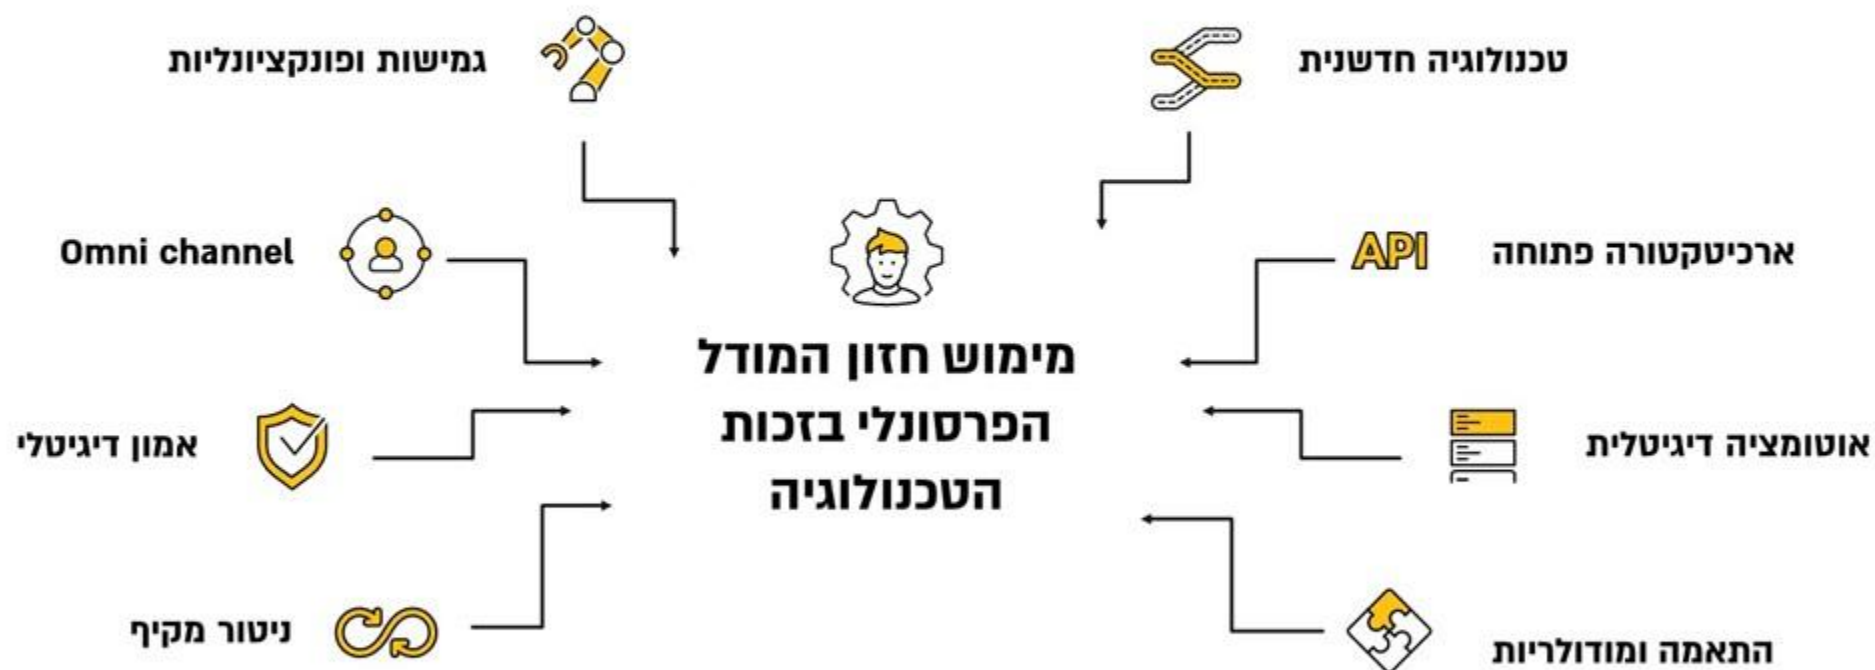 טכנולוגיה חדשנית
גמישות ופונקציונליות
API
ארכיטקטורה פתוחה
Omni channel
מימוש חזון המודל
הפרסונלי בזכות
הטכנולוגיה
אוטומציה דיגיטלית
אמון דיגיטלי
התאמה ומודולריות
ניטור מקיף